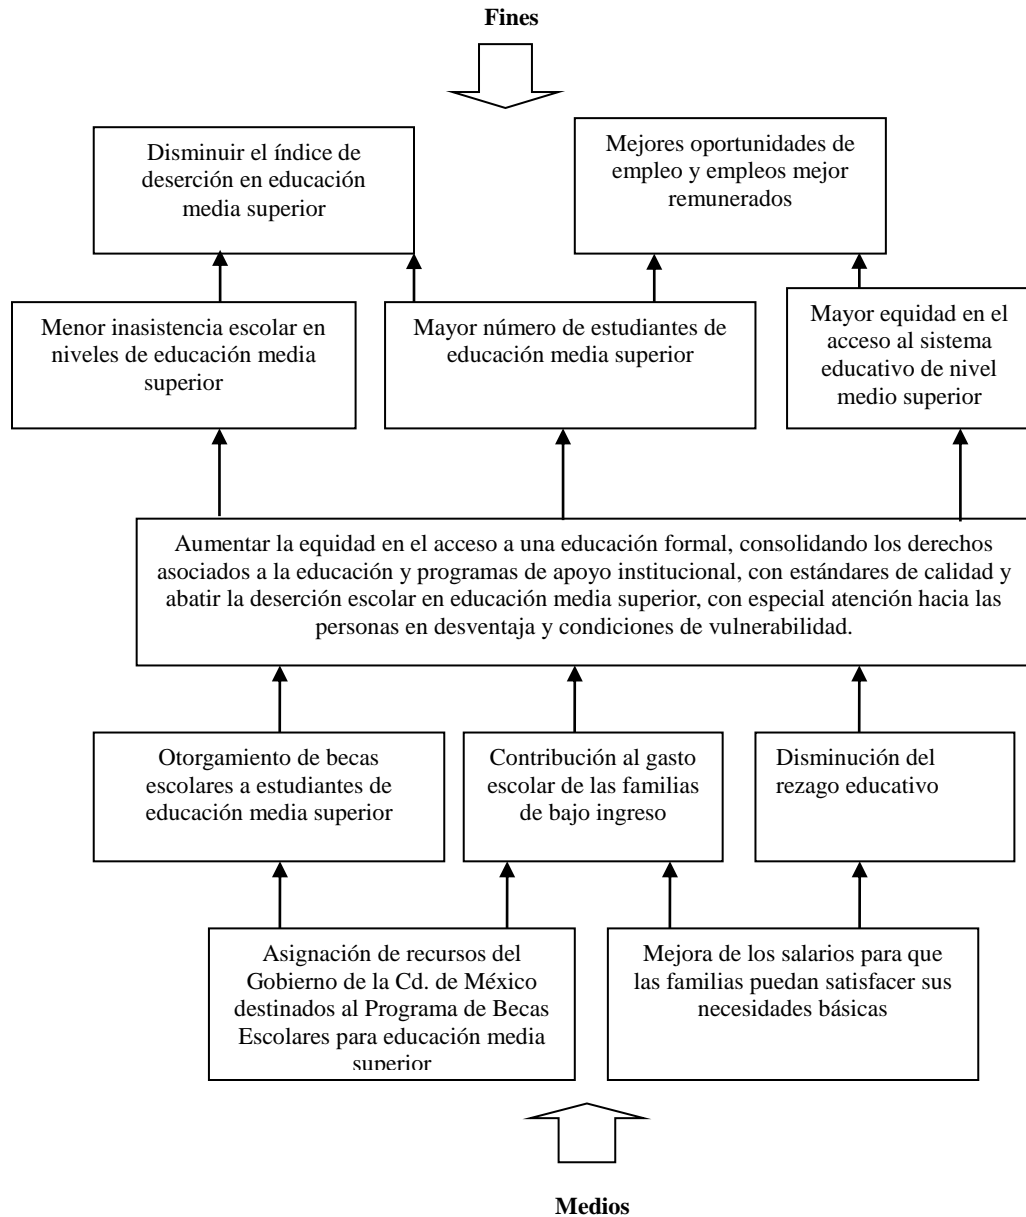 Fines
Disminuir el índice de
deserción en educación
media superior
Mejores oportunidades de
empleo y empleos mejor
remunerados
Menor inasistencia escolar en
niveles de educación media
superior
Mayor número de estudiantes de
educación media superior
Mayor equidad en el
acceso al sistema
educativo de nivel
medio superior
Aumentar la equidad en el acceso a una educación formal, consolidando los derechos
asociados a la educación y programas de apoyo institucional, con estándares de calidad y
abatir la deserción escolar en educación media superior, con especial atención hacia las
personas en desventaja y condiciones de vulnerabilidad.
Otorgamiento de becas
escolares a estudiantes de
educación media superior
Contribución al gasto
escolar de las familias
de bajo ingreso
Disminución del
rezago educativo
Asignación de recursos del
Gobierno de la Cd. de México
destinados al Programa de Becas
Escolares para educación media
superior
Mejora de los salarios para que
las familias puedan satisfacer sus
necesidades básicas
Medios